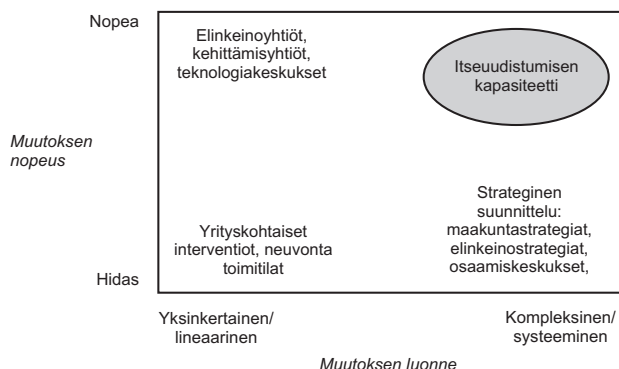 Nopea
Elinkeinoyhtiöt,
kehittämisyhtiöt,
teknologiakeskukset
Itseuudistumisen
kapasiteetti
Muutoksen
nopeus
Yrityskohtaiset
interventiot, neuvonta
toimitilat
Strateginen
suunnittelu:
maakuntastrategiat,
elinkeinostrategiat,
osaamiskeskukset,
Hidas
Yksinkertainen/
lineaarinen
Kompleksinen/
systeeminen
Muutoksen luonne